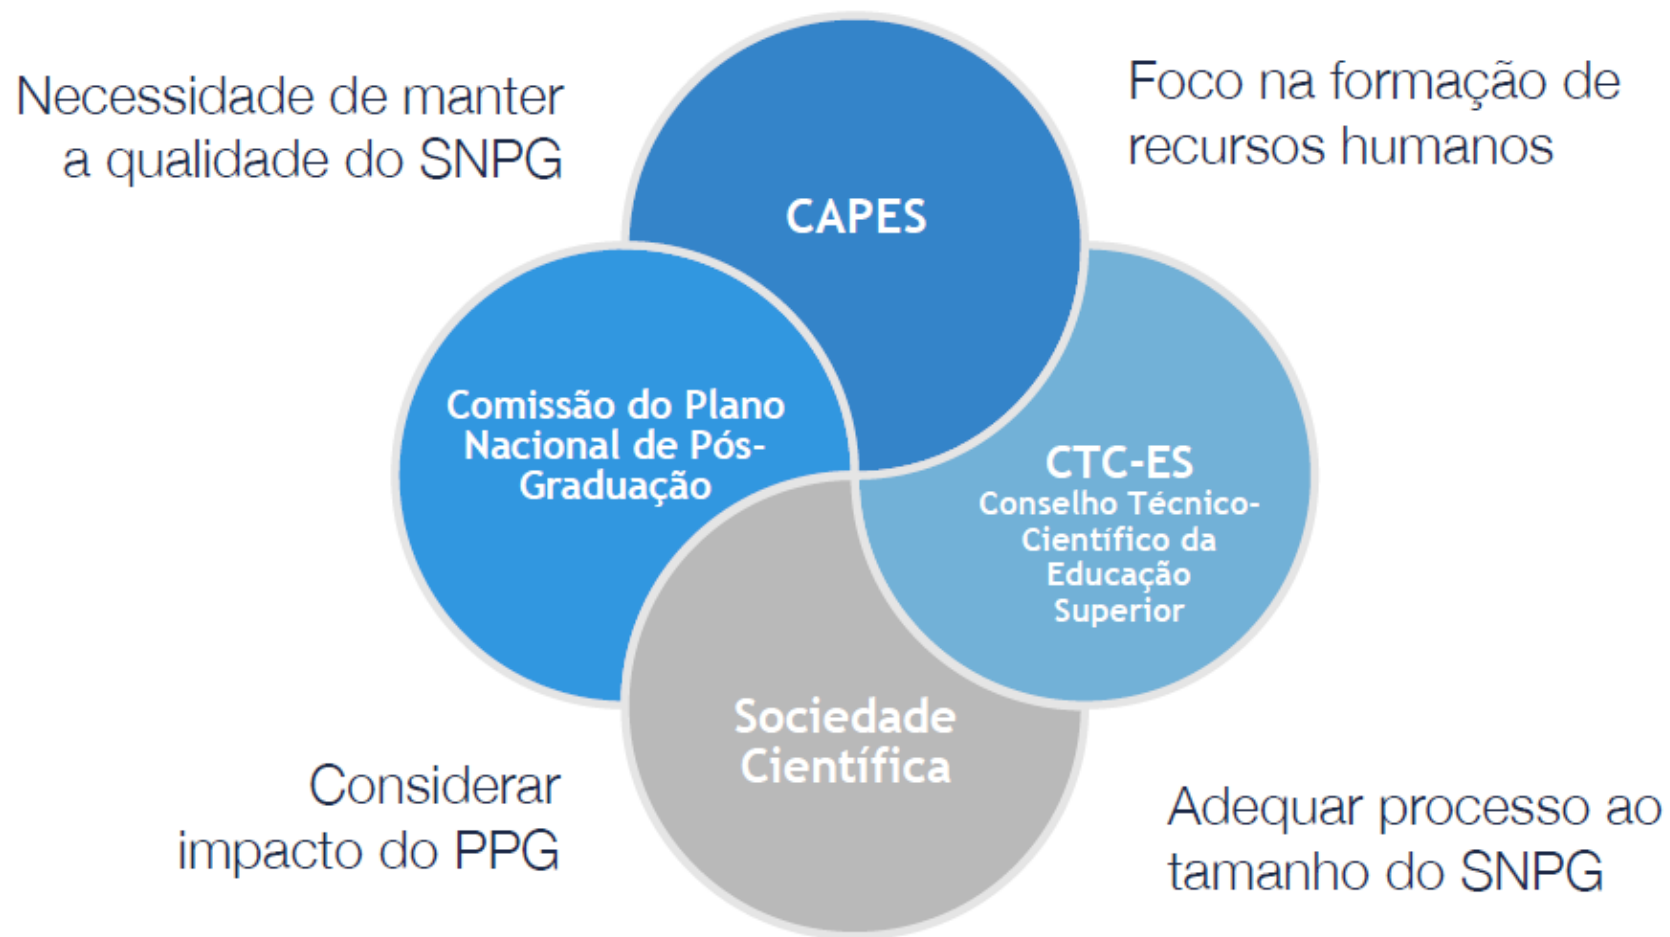 Necessidade de manter
a qualidade do SNPG
Foco na formação de
recursos humanos
CAPES
Comissão do Plano
Nacional de Pós-
Graduação
CTC-ES
Conselho Técnico-
Científico da
Educação
Superior
Sociedade
Científica
Considerar
impacto do PPG
Adequar processo ao
tamanho do SNPG